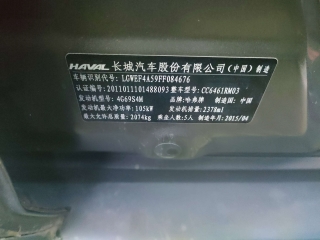 HAVAL 长城汽车股份有限公司 (中国) 制造
车辆识别代号: LGWEF4A59FF084676
认证编号: 2011011101488093 整车型号: CC6461RM03
发动机型号: 4G69S4M 品牌: 哈弗牌 制造国: 中国
发动机最大净功率: 105kW 发动机排量: 2378ml
最大允许总质量: 2074kg 乘坐人数: 5人 制造年月: 2015/04